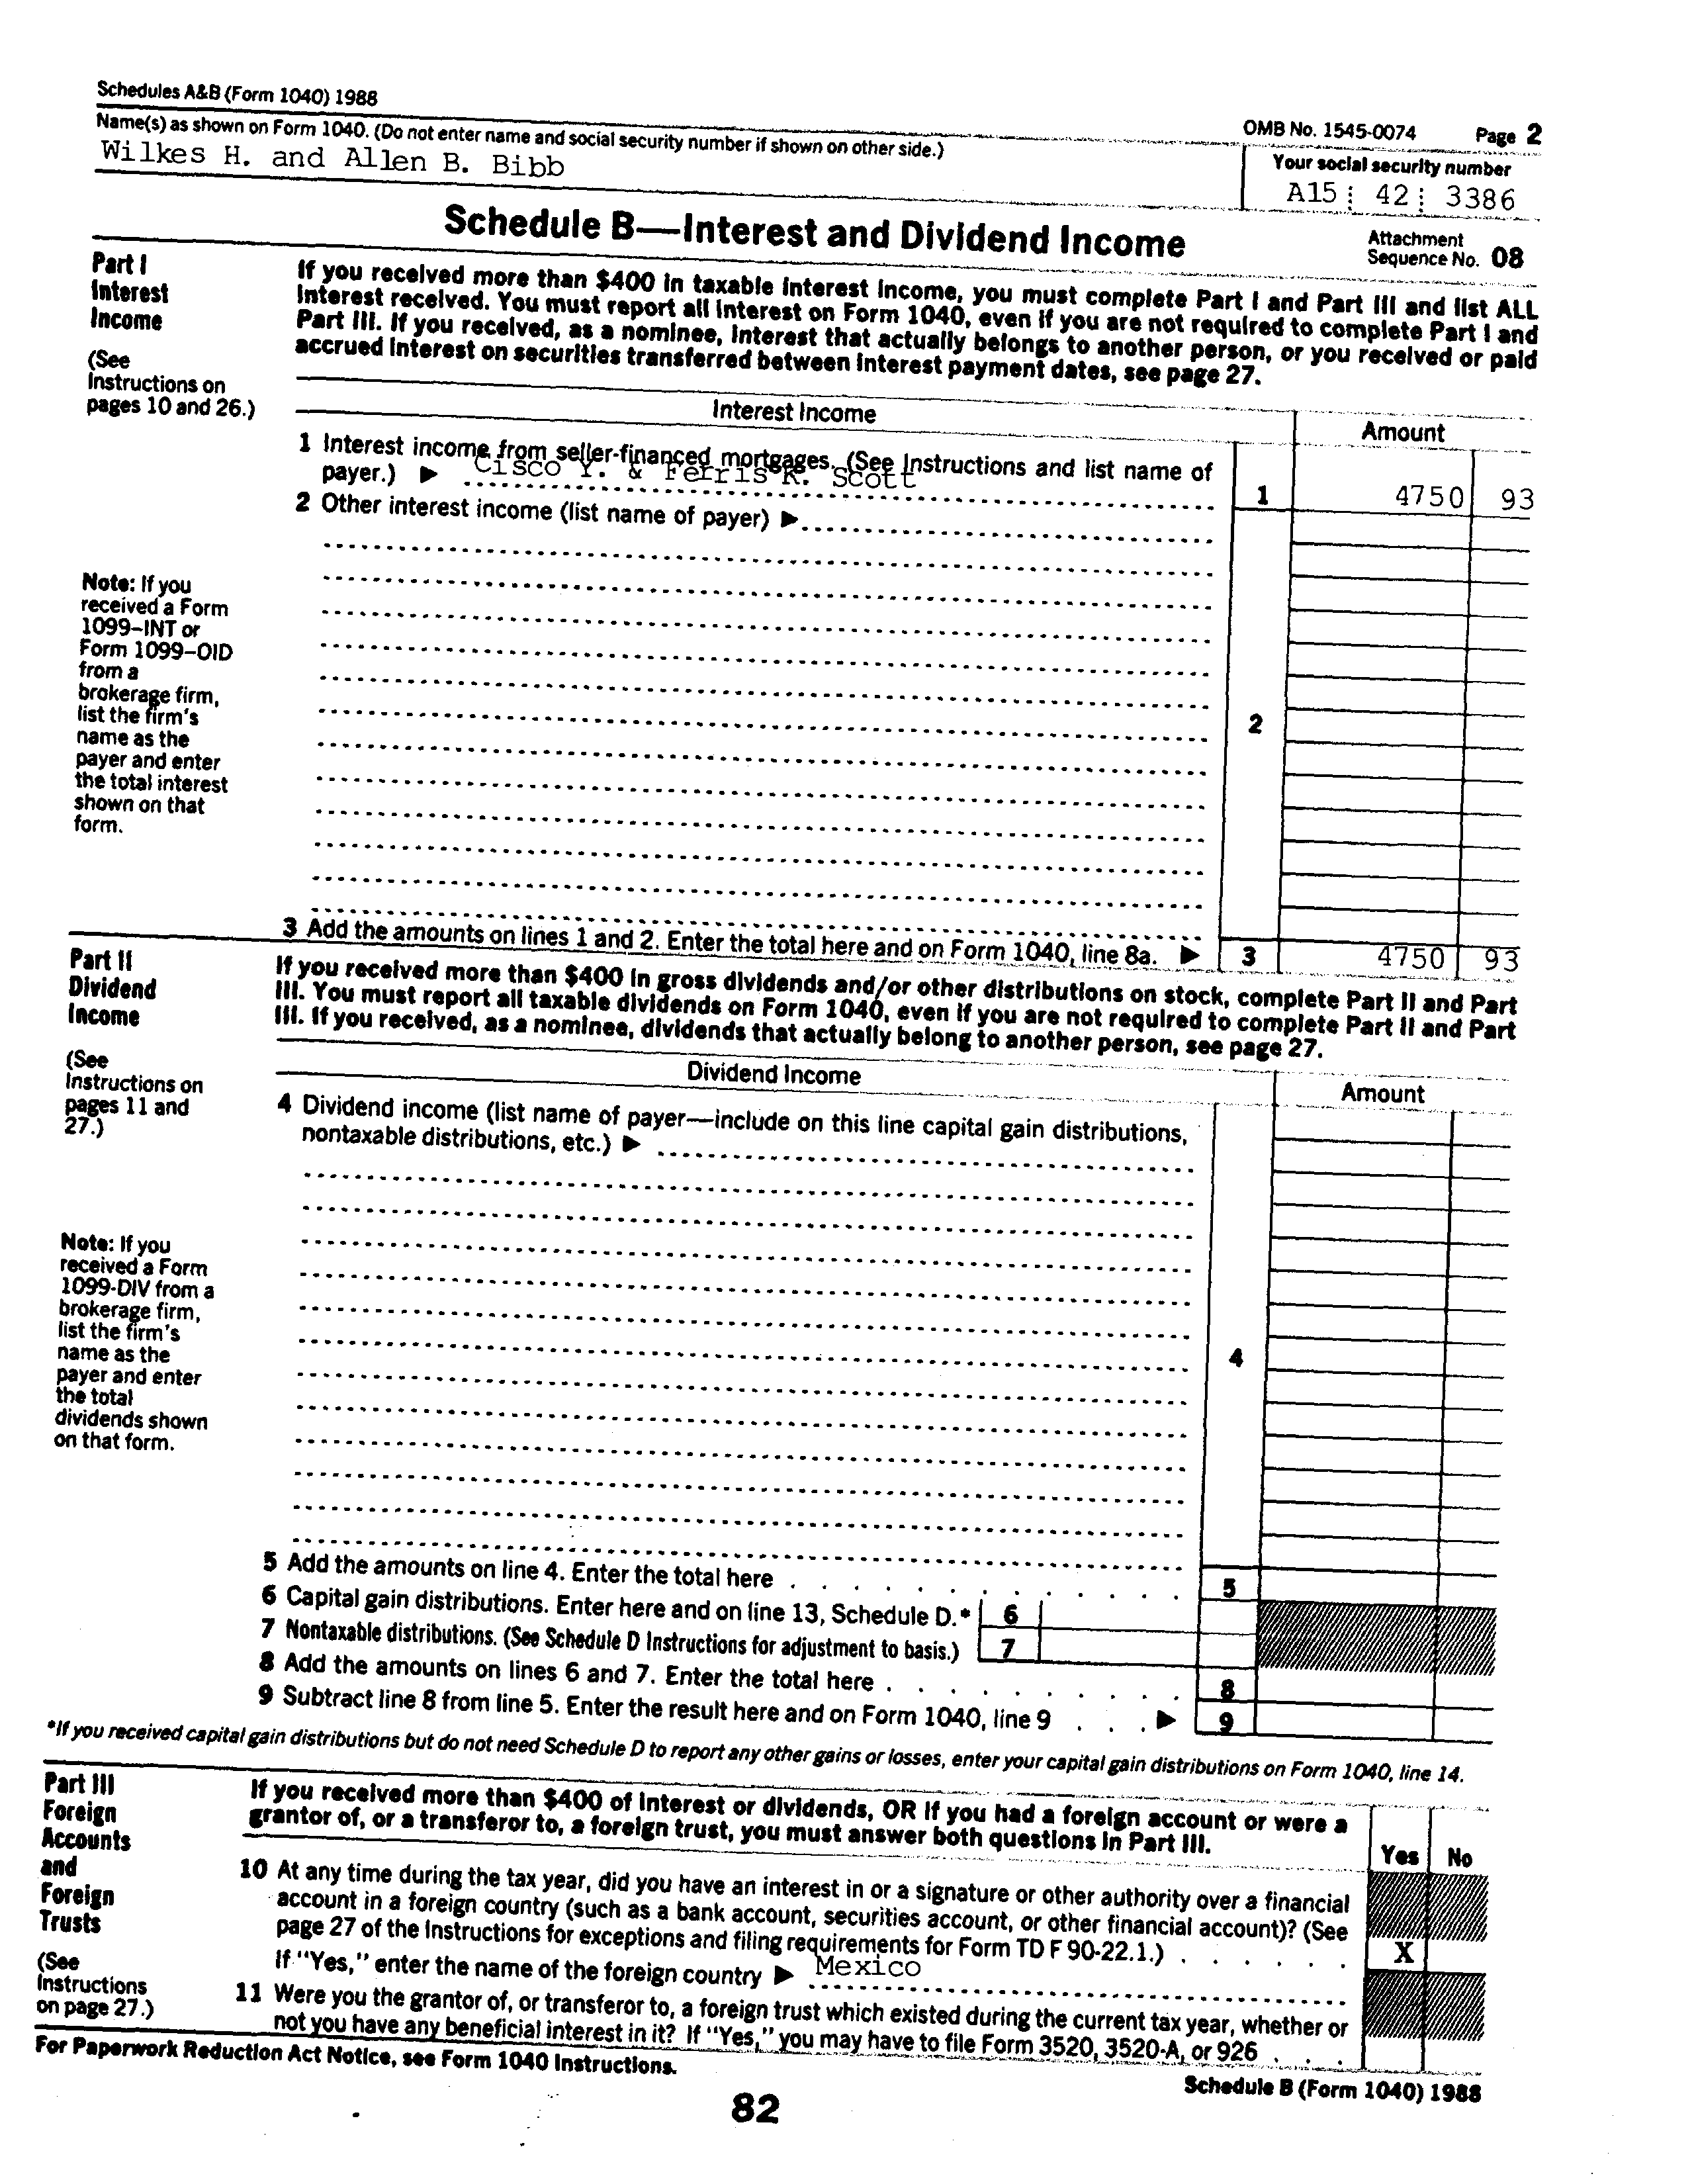 Schedules A&B (Form 1040) 1988
OMB No. 1545-0074 Page 2
Name(s) as shown on Form 1040. (Do not enter name and social security number if shown on other side.)
Your social security number
Wilkes H. and Allen B. Bibb
A15 42 3386
Schedule B—Interest and Dividend Income
Attachment
Sequence No. 08
Part I
Interest
Income
(See
Instructions on
pages 10 and 26.)
If you received more than $400 in taxable interest income, you must complete Part I and Part III and list ALL
interest received. You must report all interest on Form 1040, even if you are not required to complete Part I and
Part III. If you received, as a nominee, interest that actually belongs to another person, or you received or paid
accrued interest on securities transferred between interest payment dates, see page 27.
Interest Income
Amount
1 Interest income from seller-financed mortgages. (See Instructions and list name of
payer.) ▶ Cisco Y. & Ferris R. Scott
1 4750 93
2 Other interest income (list name of payer) ▶
Note: If you
received a Form
1099–INT or
Form 1099–OID
from a
brokerage firm,
list the firm's
name as the
payer and enter
the total interest
shown on that
form.
2
3 Add the amounts on lines 1 and 2. Enter the total here and on Form 1040, line 8a. ▶ 3 4750 93
Part II
Dividend
Income
(See
Instructions on
pages 11 and
27.)
If you received more than $400 in gross dividends and/or other distributions on stock, complete Part II and Part
III. You must report all taxable dividends on Form 1040, even if you are not required to complete Part II and Part
III. If you received, as a nominee, dividends that actually belong to another person, see page 27.
Dividend Income
Amount
4 Dividend income (list name of payer—include on this line capital gain distributions,
nontaxable distributions, etc.) ▶
Note: If you
received a Form
1099-DIV from a
brokerage firm,
list the firm's
name as the
payer and enter
the total
dividends shown
on that form.
4
5 Add the amounts on line 4. Enter the total here . . . . . . . . . . . . 5
6 Capital gain distributions. Enter here and on line 13, Schedule D.* 6
7 Nontaxable distributions. (See Schedule D Instructions for adjustment to basis.) 7
8 Add the amounts on lines 6 and 7. Enter the total here . . . . . . . . . 8
9 Subtract line 8 from line 5. Enter the result here and on Form 1040, line 9 . . . ▶ 9
*If you received capital gain distributions but do not need Schedule D to report any other gains or losses, enter your capital gain distributions on Form 1040, line 14.
Part III
Foreign
Accounts
and
Foreign
Trusts
(See
Instructions
on page 27.)
If you received more than $400 of interest or dividends, OR if you had a foreign account or were a
grantor of, or a transferor to, a foreign trust, you must answer both questions in Part III.
Yes No
10 At any time during the tax year, did you have an interest in or a signature or other authority over a financial
account in a foreign country (such as a bank account, securities account, or other financial account)? (See
page 27 of the Instructions for exceptions and filing requirements for Form TD F 90-22.1.) . . . . . . X
If "Yes," enter the name of the foreign country ▶ Mexico
11 Were you the grantor of, or transferor to, a foreign trust which existed during the current tax year, whether or
not you have any beneficial interest in it? If "Yes," you may have to file Form 3520, 3520-A, or 926 . . .
For Paperwork Reduction Act Notice, see Form 1040 Instructions.
Schedule B (Form 1040) 1988
82